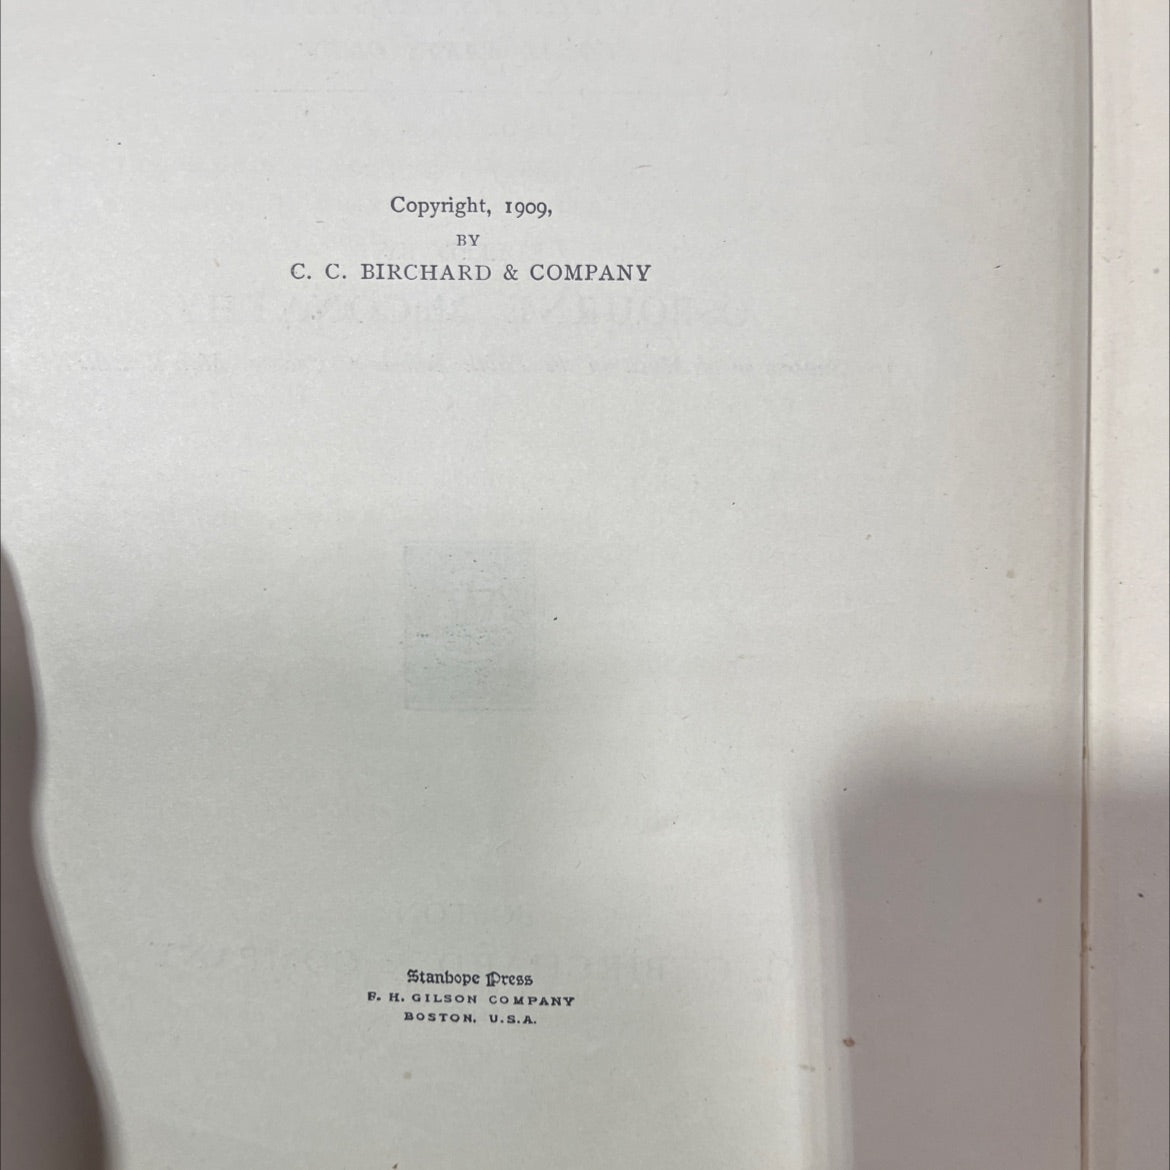 Copyright, 1909,
BY
C. C. BIRCHARD & COMPANY
Stanhope Press
F. H. GILSON COMPANY
BOSTON, U.S.A.